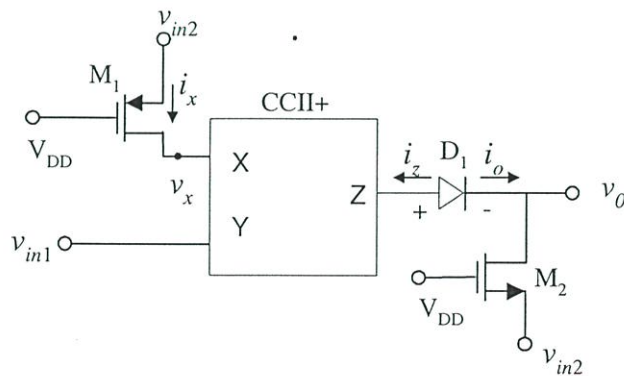 v_in2
M_1
i_x
CCII+
V_DD
X
v_x
Y
Z
i_z
D_1
i_o
+
-
v_0
v_in1
V_DD
M_2
v_in2